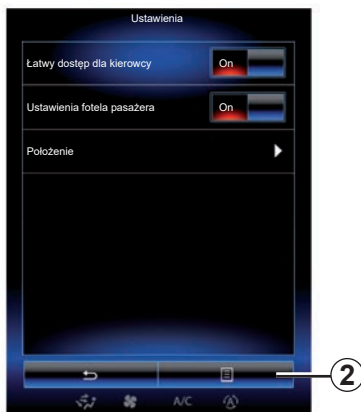 Ustawienia
Łatwy dostęp dla kierowcy
On
Ustawienia fotela pasażera
On
Położenie
2
A/C